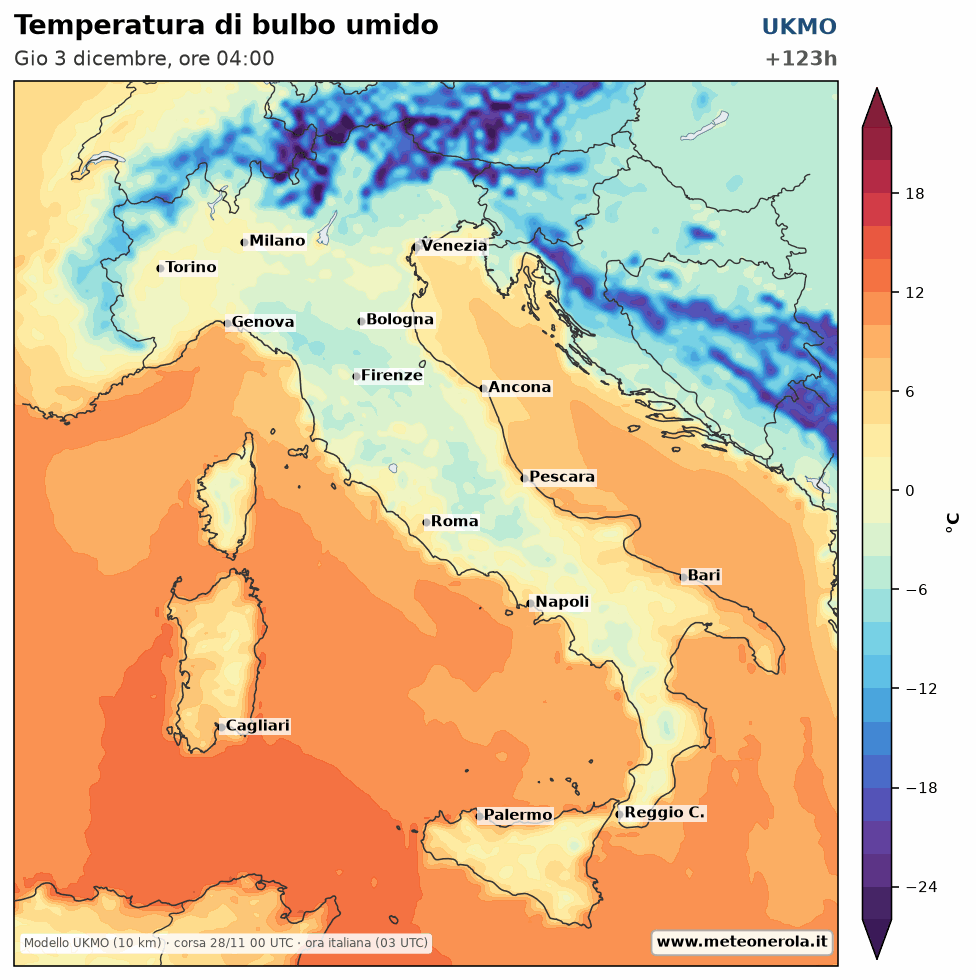 Temperatura di bulbo umido
UKMO
Gio 3 dicembre, ore 04:00
+123h
18
12
6
0
−6
−12
−18
−24
°C
Milano
Venezia
Torino
Genova
Bologna
Firenze
Ancona
Pescara
Roma
Bari
Napoli
Cagliari
Palermo
Reggio C.
Modello UKMO (10 km) · corsa 28/11 00 UTC · ora italiana (03 UTC)
www.meteonerola.it